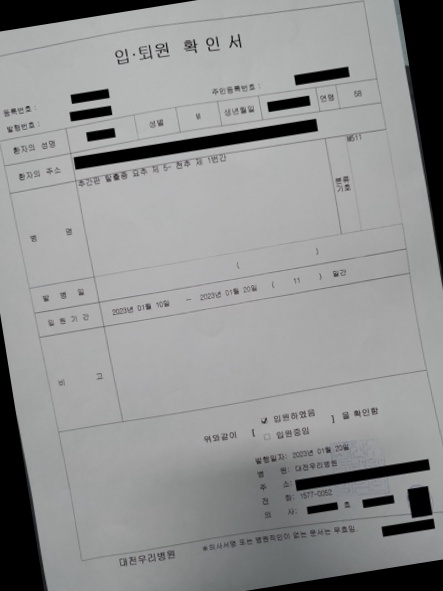 입·퇴원 확인서
등록번호 :
주민등록번호 :
발행번호 :
환자의 성명 성별 M 생년월일 연령 58
환자의 주소
병 명 추간판 탈출증 요추 제 5- 천추 제 1번간 분류기호 M511
발 병 일 ( )
입원기간 2023년 01월 10일 ~ 2023년 01월 20일 ( 11 ) 일간
비 고
위와같이 [ ✓ 입원하였음 ] 을 확인함
□ 입원중임
발행일자: 2023년 01월 20일
병 원: 대전우리병원
주 소:
전 화: 1577-0052
의 사: 호
※의사서명 또는 병원직인이 없는 문서는 무효임.
대전우리병원